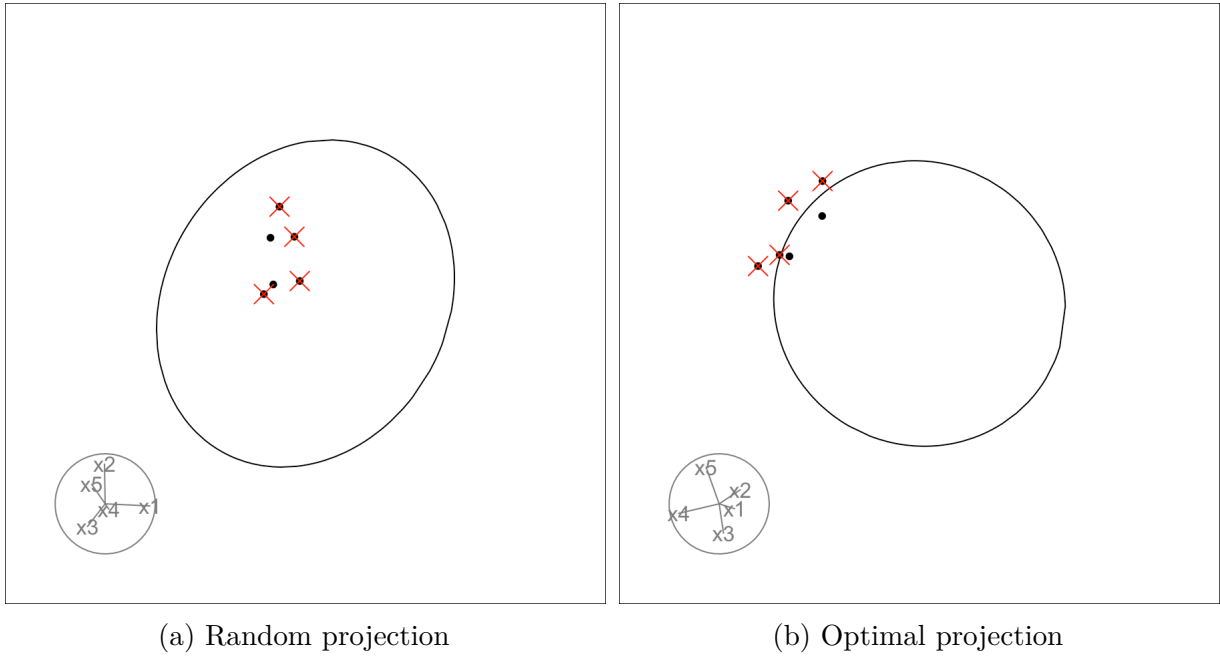 x2
x5
x1
x4
x3
x5
x2
x1
x4
x3
(a) Random projection
(b) Optimal projection